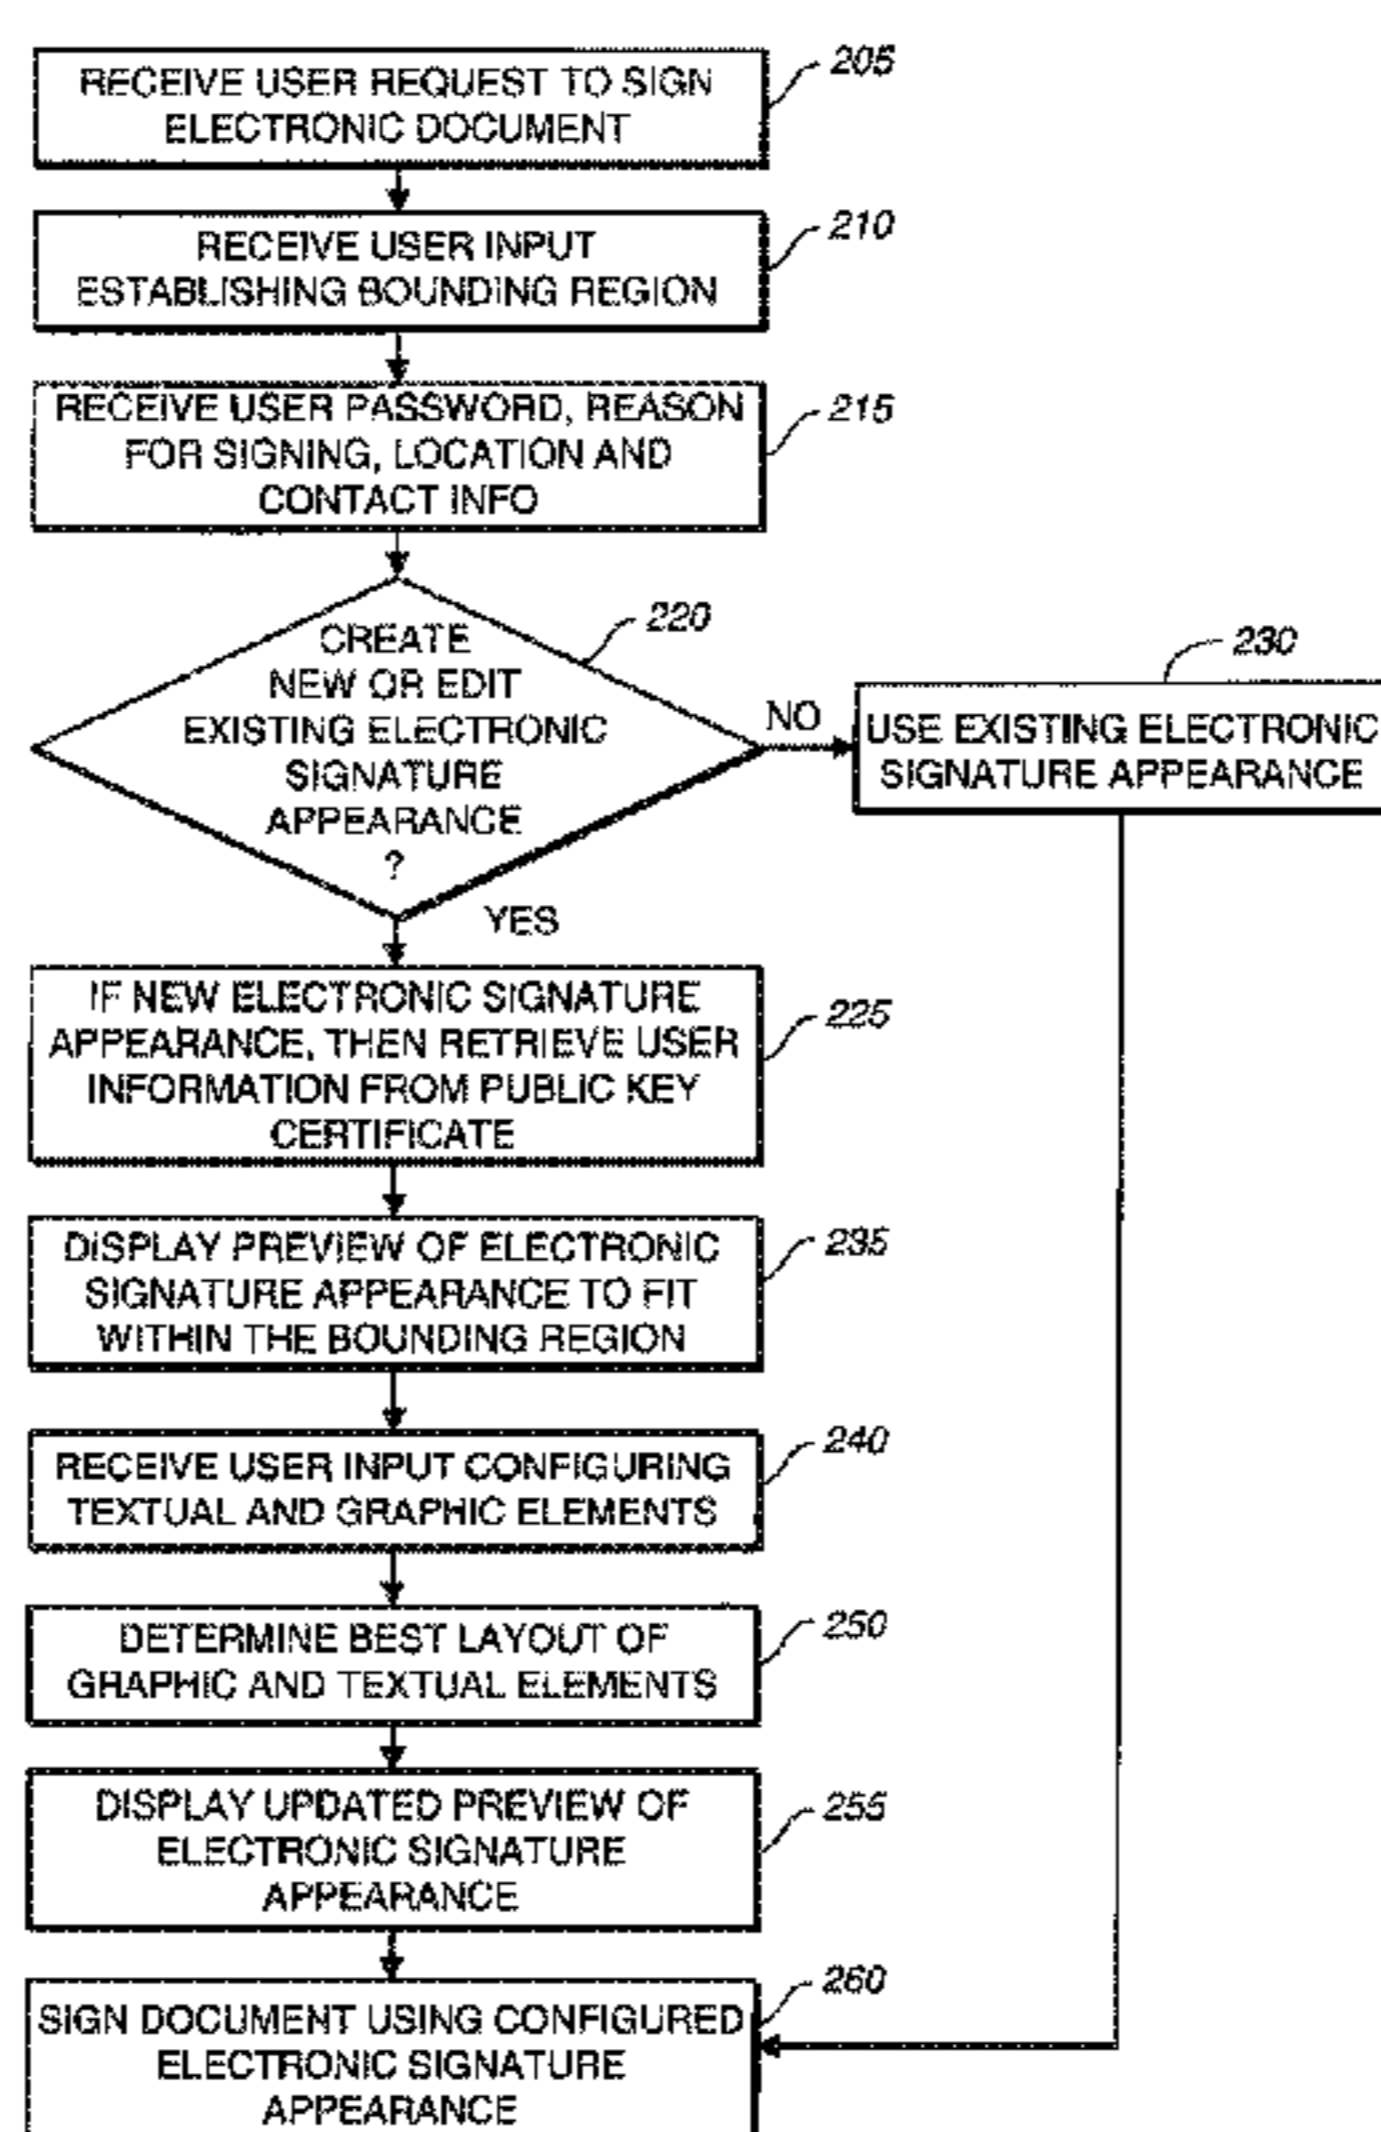 RECEIVE USER REQUEST TO SIGN
ELECTRONIC DOCUMENT
205
RECEIVE USER INPUT
ESTABLISHING BOUNDING REGION
210
RECEIVE USER PASSWORD, REASON
FOR SIGNING, LOCATION AND
CONTACT INFO
215
CREATE
NEW OR EDIT
EXISTING ELECTRONIC
SIGNATURE
APPEARANCE
?
220
NO
230
USE EXISTING ELECTRONIC
SIGNATURE APPEARANCE
YES
IF NEW ELECTRONIC SIGNATURE
APPEARANCE, THEN RETRIEVE USER
INFORMATION FROM PUBLIC KEY
CERTIFICATE
225
DISPLAY PREVIEW OF ELECTRONIC
SIGNATURE APPEARANCE TO FIT
WITHIN THE BOUNDING REGION
235
RECEIVE USER INPUT CONFIGURING
TEXTUAL AND GRAPHIC ELEMENTS
240
DETERMINE BEST LAYOUT OF
GRAPHIC AND TEXTUAL ELEMENTS
250
DISPLAY UPDATED PREVIEW OF
ELECTRONIC SIGNATURE
APPEARANCE
255
SIGN DOCUMENT USING CONFIGURED
ELECTRONIC SIGNATURE
APPEARANCE
260